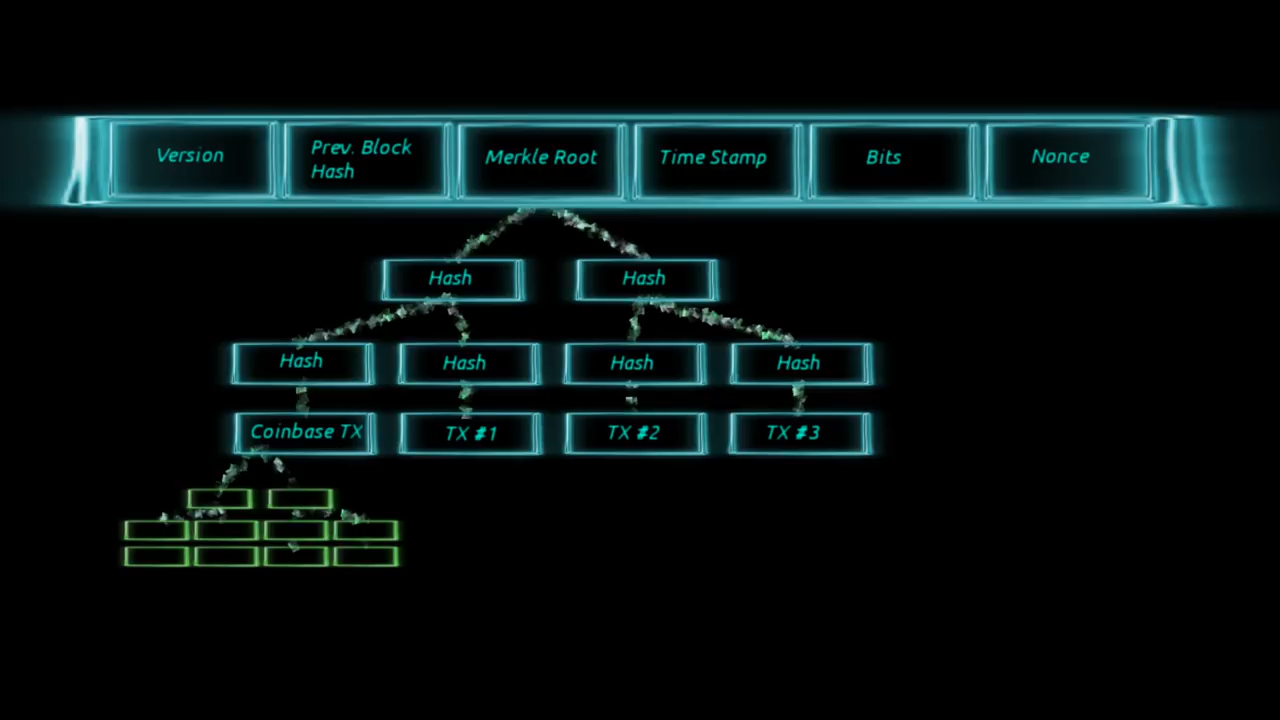 Version
Prev. Block
Hash
Merkle Root
Time Stamp
Bits
Nonce
Hash
Hash
Hash
Hash
Hash
Hash
Coinbase TX
TX #1
TX #2
TX #3